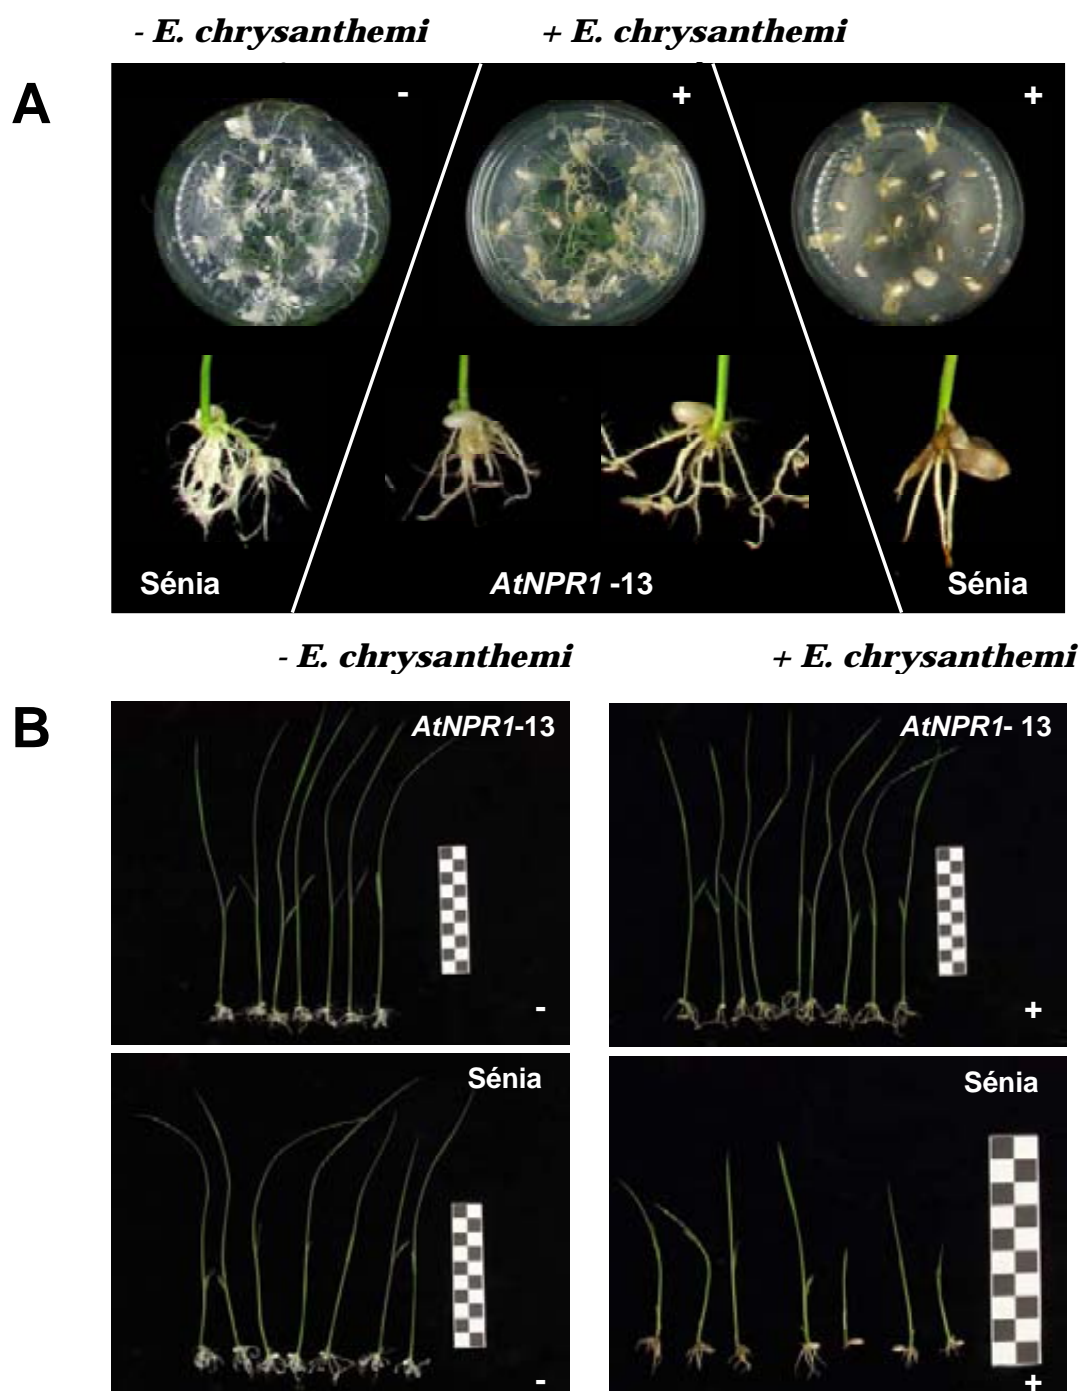 - E. chrysanthemi
+ E. chrysanthemi
A
-
+
+
Sénia
AtNPR1 -13
Sénia
- E. chrysanthemi
+ E. chrysanthemi
B
AtNPR1-13
-
AtNPR1- 13
+
Sénia
-
Sénia
+